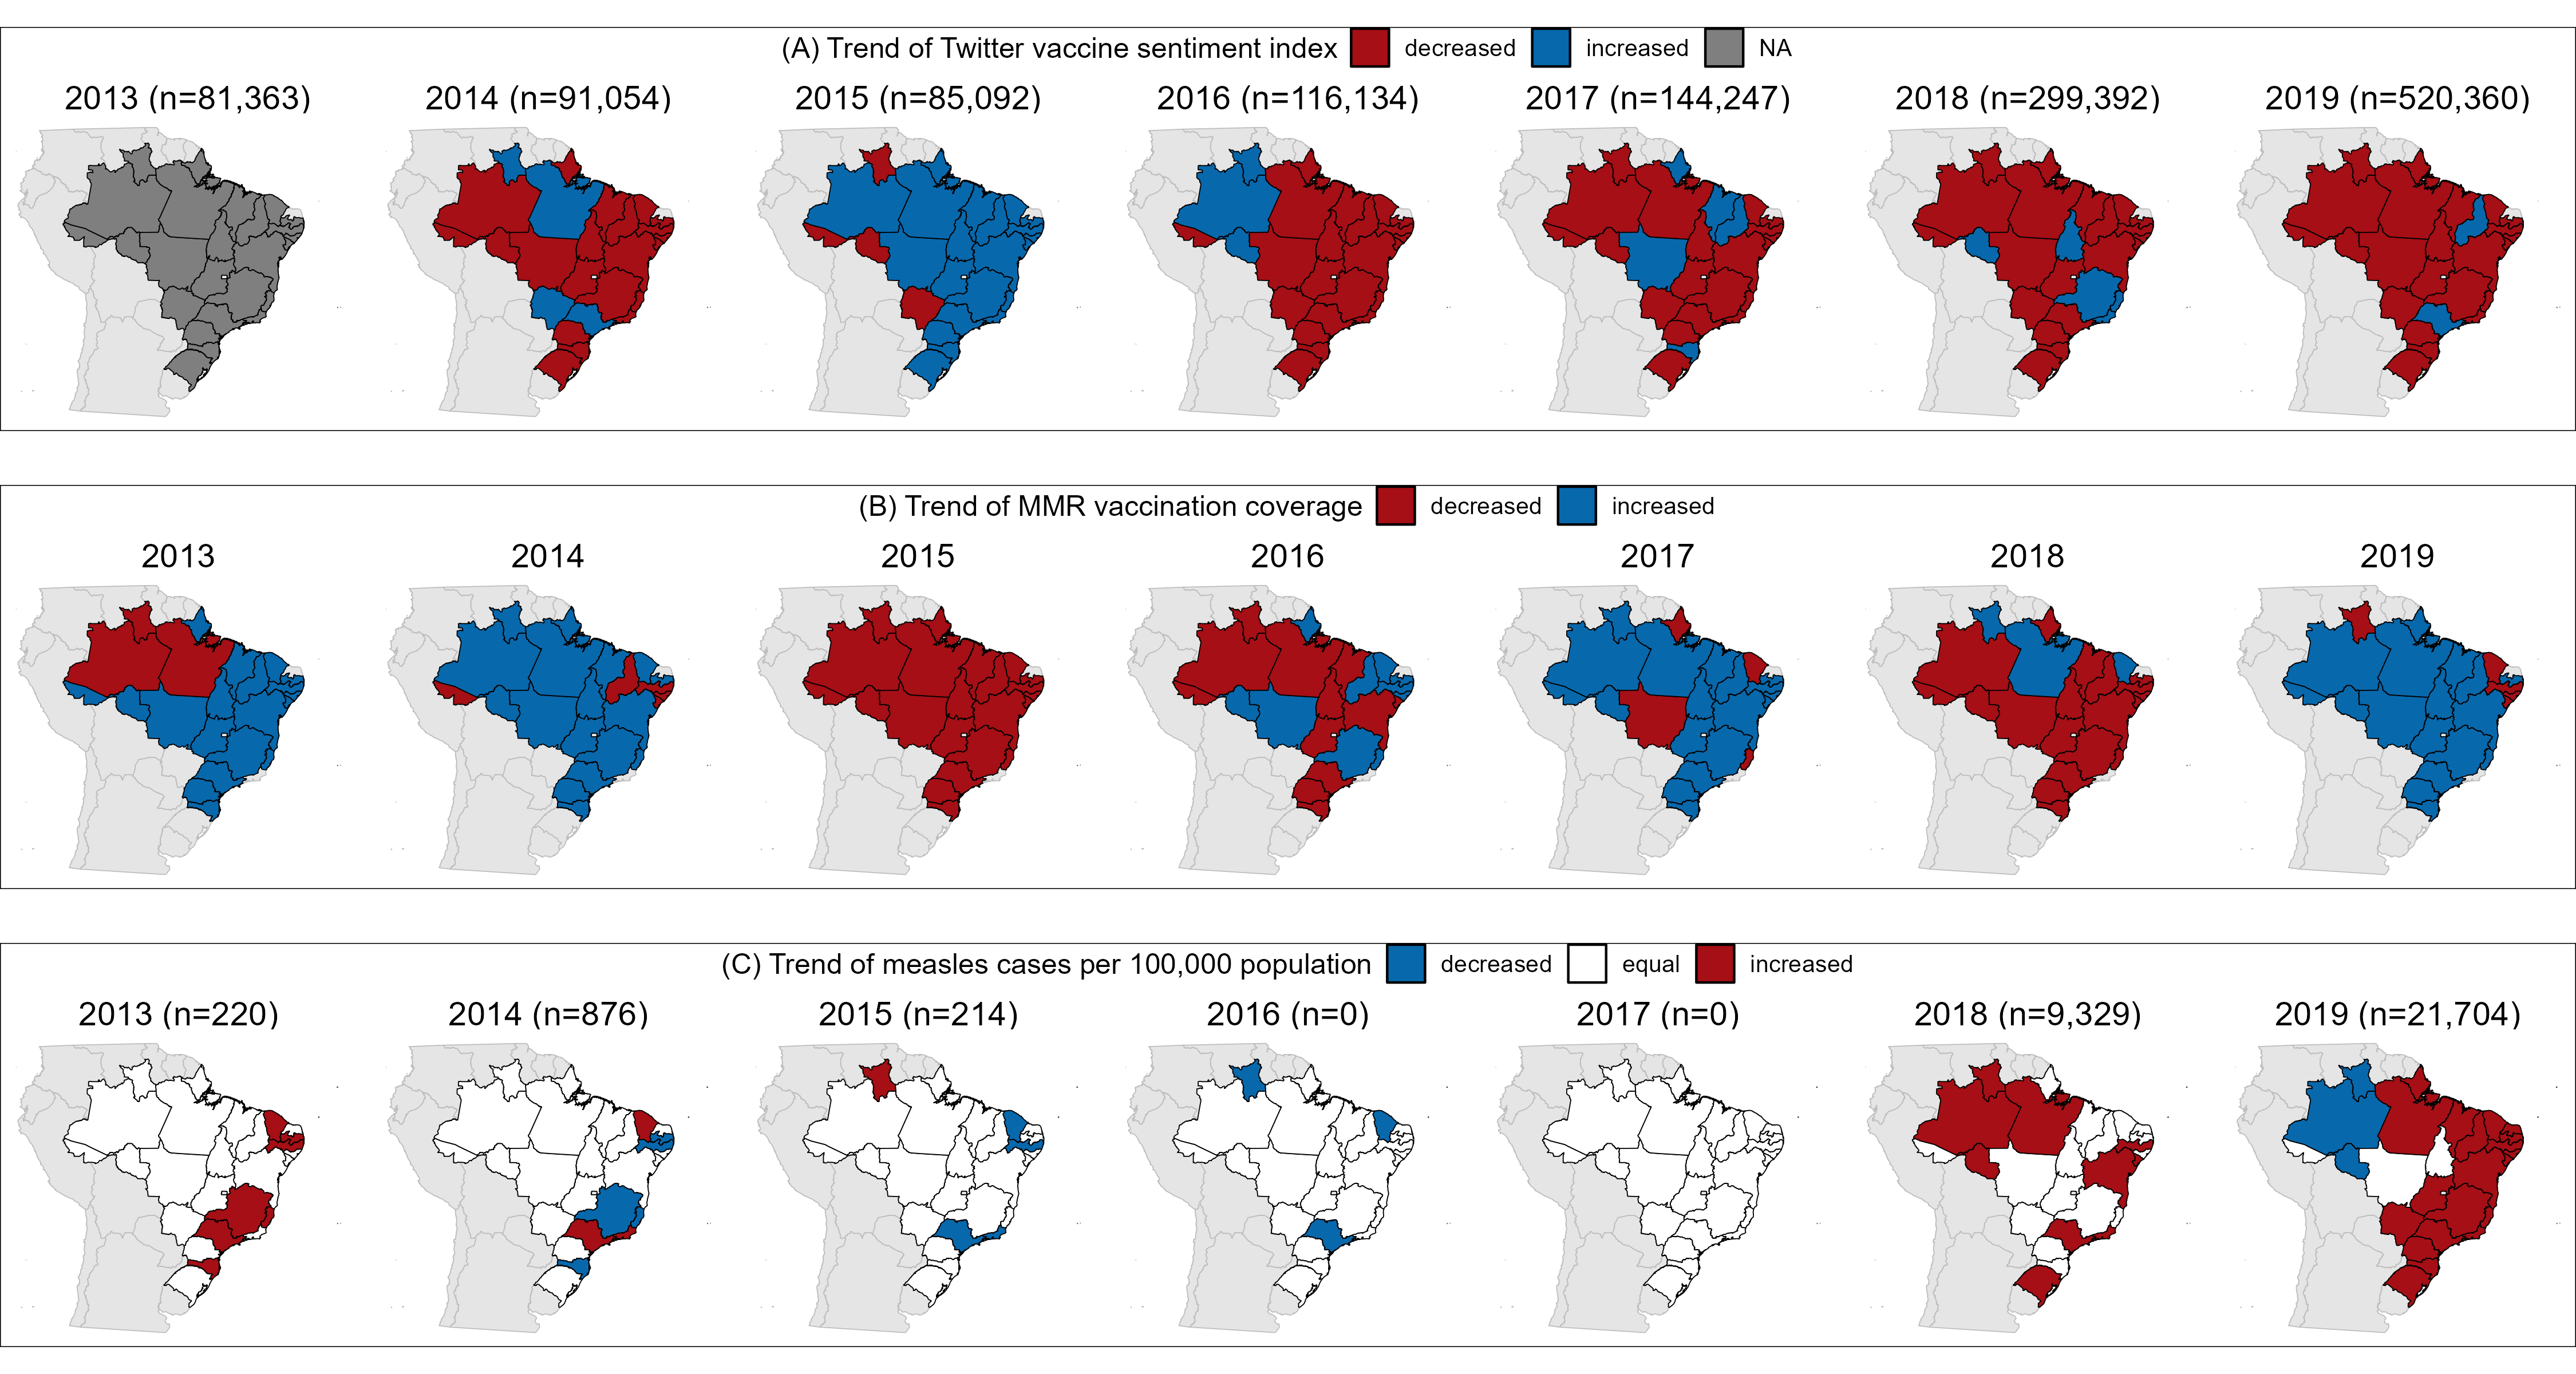 (A) Trend of Twitter vaccine sentiment index decreased increased NA
2013 (n=81,363) 2014 (n=91,054) 2015 (n=85,092) 2016 (n=116,134) 2017 (n=144,247) 2018 (n=299,392) 2019 (n=520,360)
(B) Trend of MMR vaccination coverage decreased increased
2013 2014 2015 2016 2017 2018 2019
(C) Trend of measles cases per 100,000 population decreased equal increased
2013 (n=220) 2014 (n=876) 2015 (n=214) 2016 (n=0) 2017 (n=0) 2018 (n=9,329) 2019 (n=21,704)